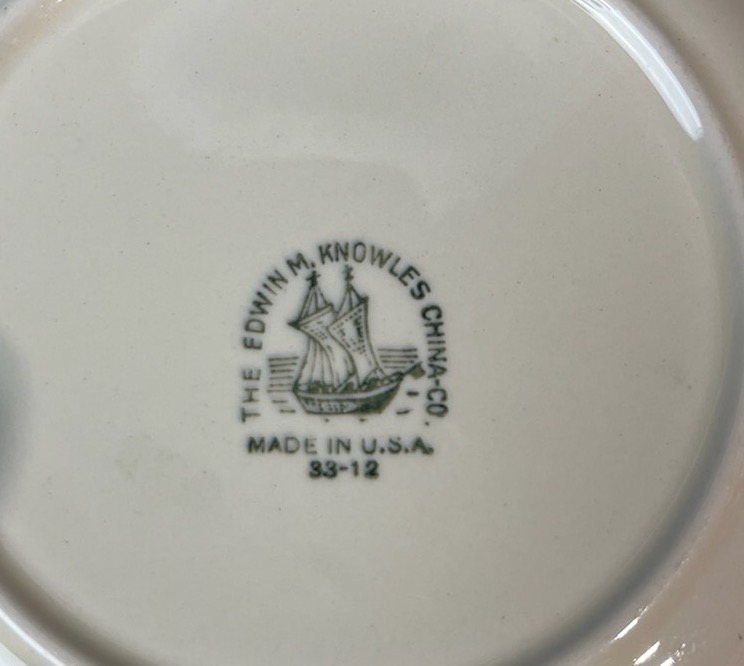 THE EDWIN M. KNOWLES CHINA-CO.
MADE IN U.S.A.
33-12